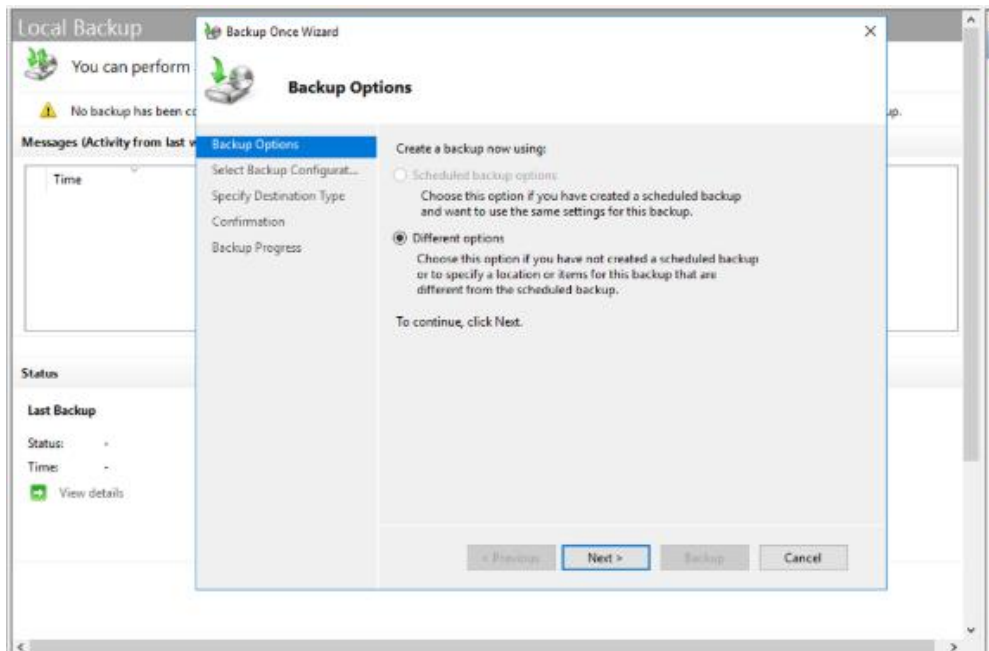 Local Backup
Backup Once Wizard
You can perform
Backup Options
No backup has been co
up.
Messages (Activity from last w
Time
Backup Options
Select Backup Configurat...
Specify Destination Type
Confirmation
Backup Progress
Create a backup now using:
Scheduled backup options
Choose this option if you have created a scheduled backup
and want to use the same settings for this backup.
Different options
Choose this option if you have not created a scheduled backup
or to specify a location or items for this backup that are
different from the scheduled backup.
To continue, click Next.
Status
Last Backup
Status: -
Time: -
View details
< Previous
Next >
Backup
Cancel